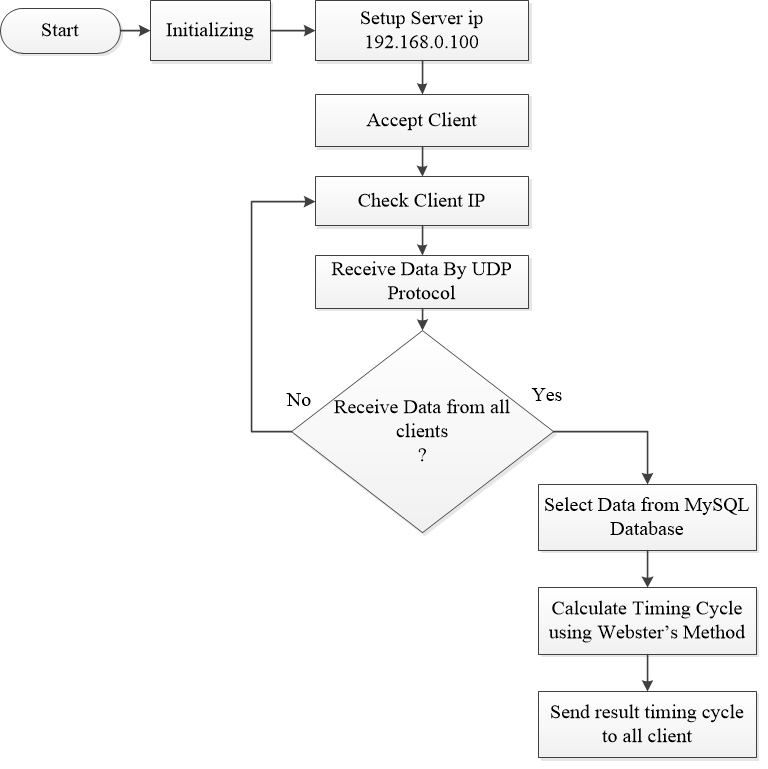 Start
Initializing
Setup Server ip
192.168.0.100
Accept Client
Check Client IP
Receive Data By UDP
Protocol
No
Yes
Receive Data from all
clients
?
Select Data from MySQL
Database
Calculate Timing Cycle
using Webster’s Method
Send result timing cycle
to all client